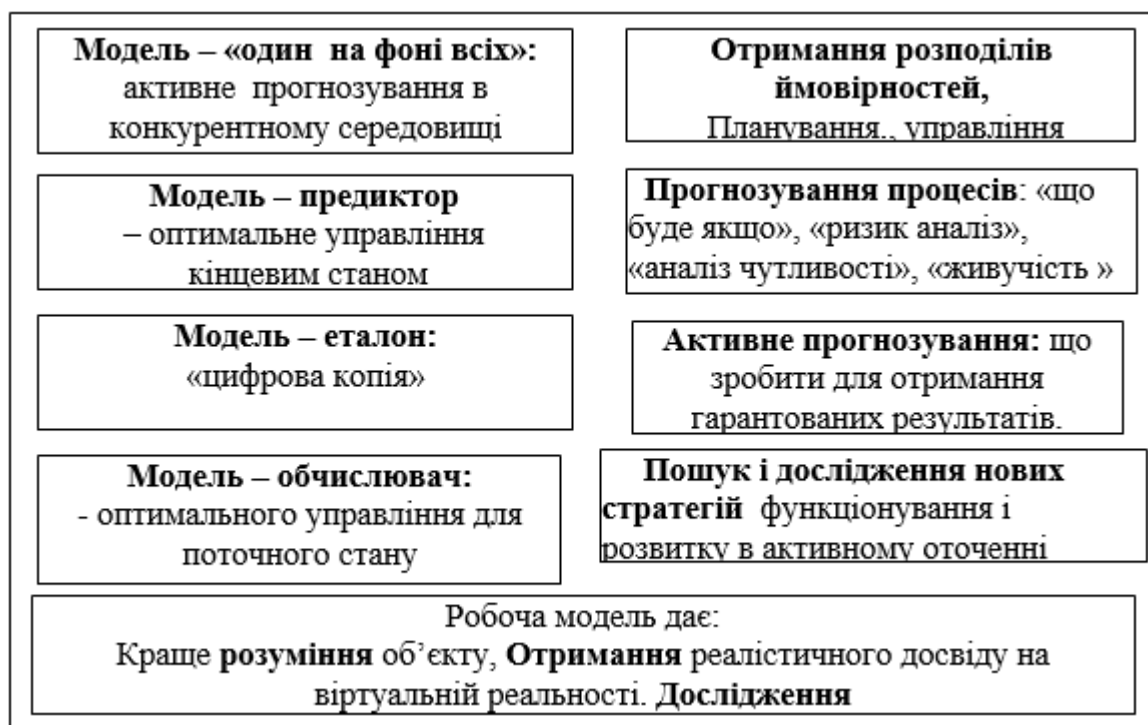 Модель – «один на фоні всіх»:
активне прогнозування в
конкурентному середовищі
Отримання розподілів
ймовірностей,
Планування., управління
Модель – предиктор
– оптимальне управління
кінцевим станом
Прогнозування процесів: «що
буде якщо», «ризик аналіз»,
«аналіз чутливості», «живучість »
Модель – еталон:
«цифрова копія»
Активне прогнозування: що
зробити для отримання
гарантованих результатів.
Модель – обчислювач:
- оптимального управління для
поточного стану
Пошук і дослідження нових
стратегій функціонування і
розвитку в активному оточенні
Робоча модель дає:
Краще розуміння об’єкту, Отримання реалістичного досвіду на
віртуальній реальності. Дослідження